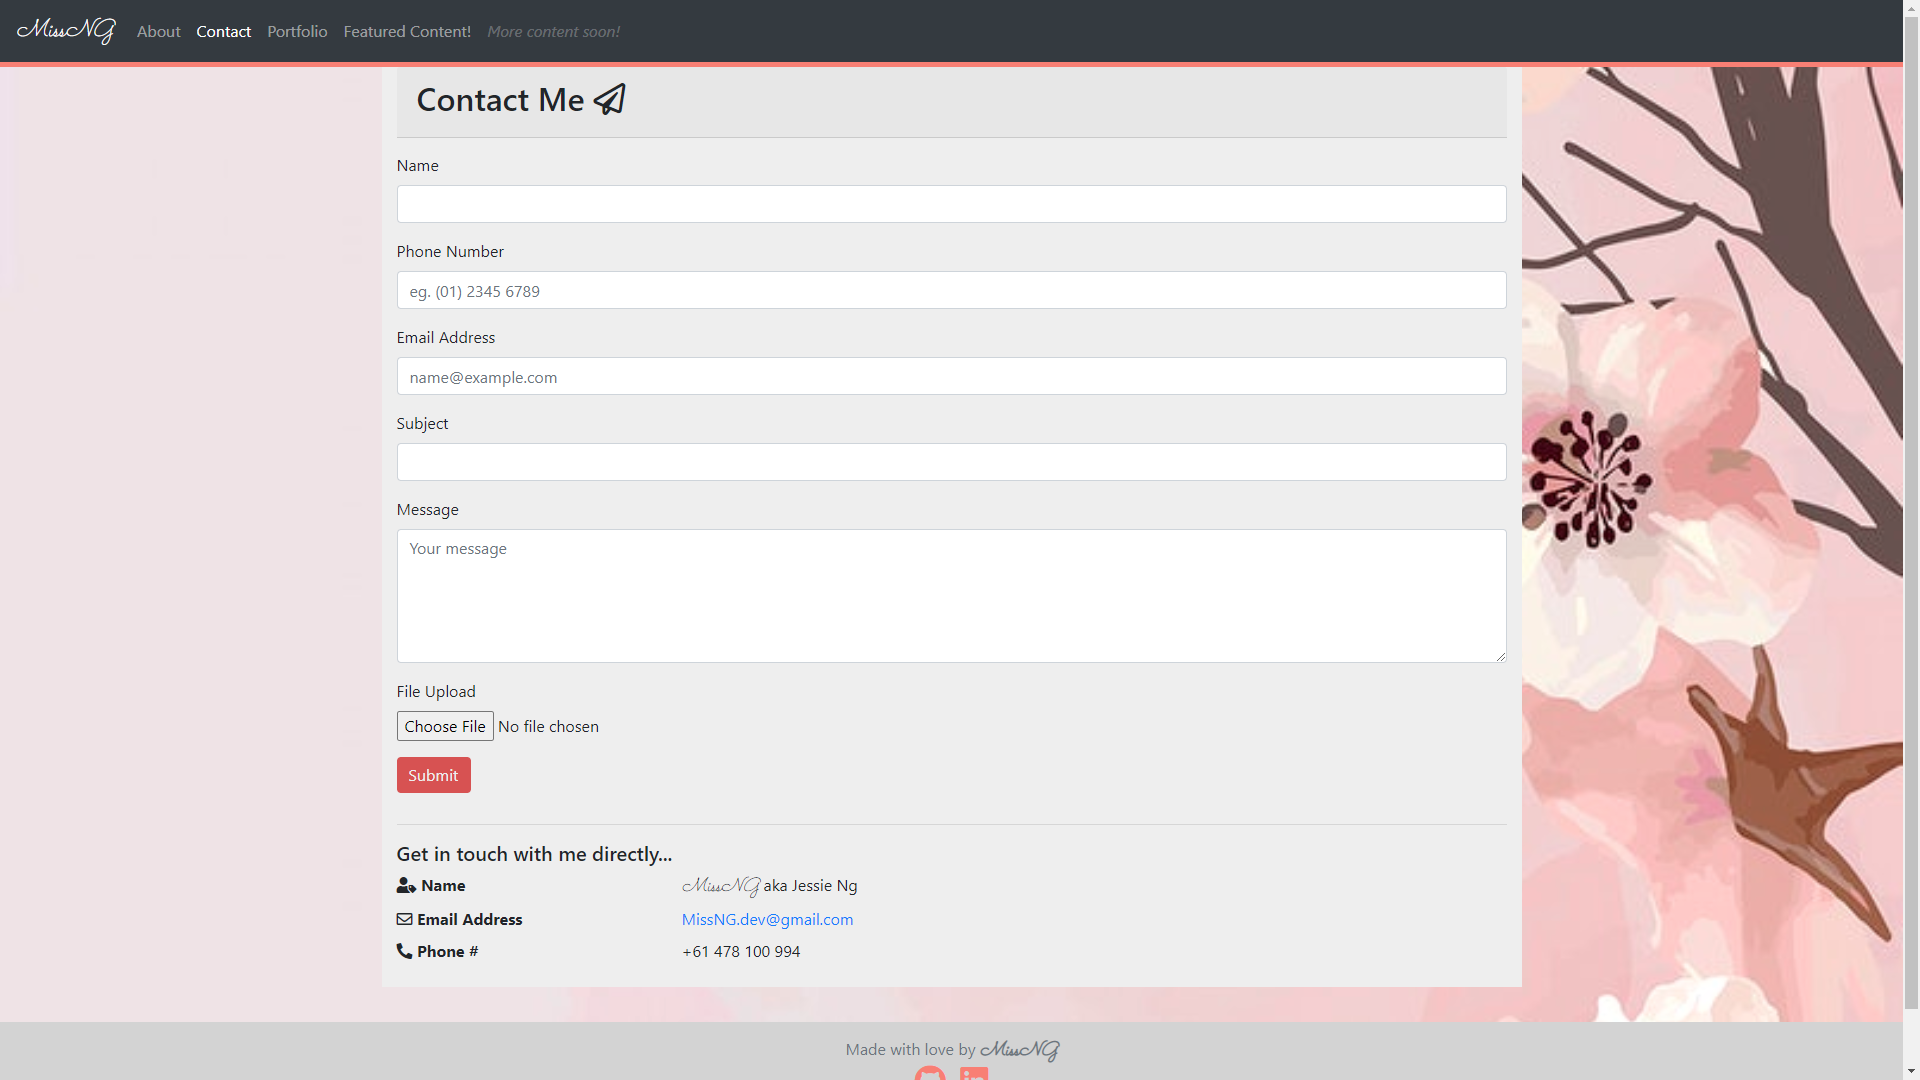 MissNG About Contact Portfolio Featured Content! More content soon!
Contact Me
Name
Phone Number
eg. (01) 2345 6789
Email Address
name@example.com
Subject
Message
Your message
File Upload
Choose File No file chosen
Submit
Get in touch with me directly...
Name MissNG aka Jessie Ng
Email Address MissNG.dev@gmail.com
Phone # +61 478 100 994
Made with love by MissNG
in